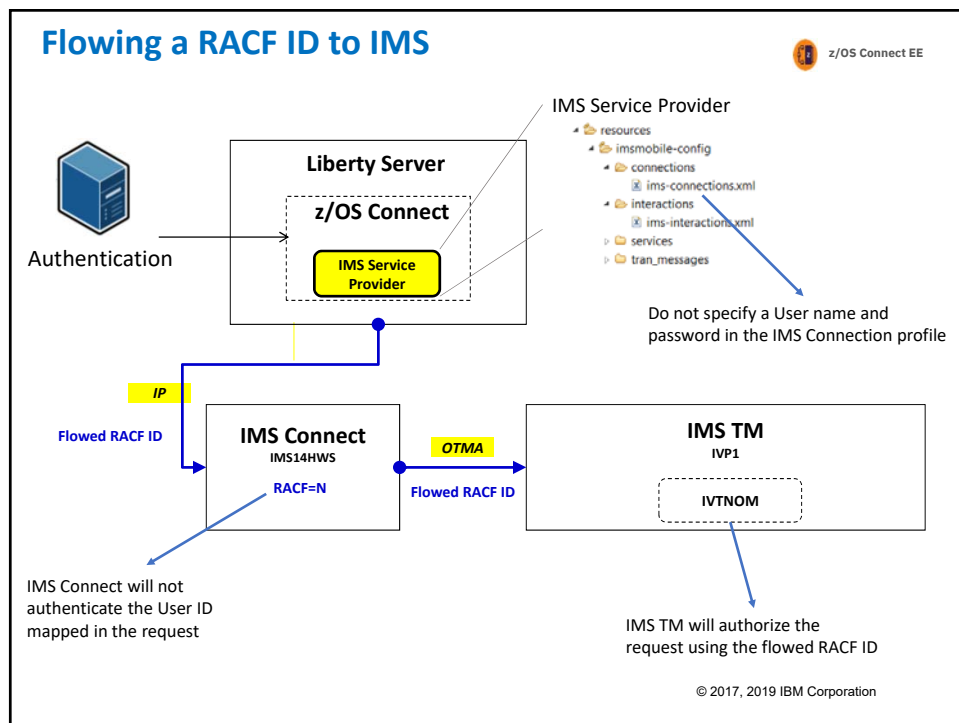 Flowing a RACF ID to IMS
z/OS Connect EE
IMS Service Provider
resources
imsmobile-config
connections
ims-connections.xml
interactions
ims-interactions.xml
services
tran_messages
Liberty Server
z/OS Connect
IMS Service
Provider
Authentication
Do not specify a User name and
password in the IMS Connection profile
IP
Flowed RACF ID
IMS Connect
IMS14HWS
RACF=N
OTMA
Flowed RACF ID
IMS TM
IVP1
IVTNOM
IMS Connect will not
authenticate the User ID
mapped in the request
IMS TM will authorize the
request using the flowed RACF ID
© 2017, 2019 IBM Corporation